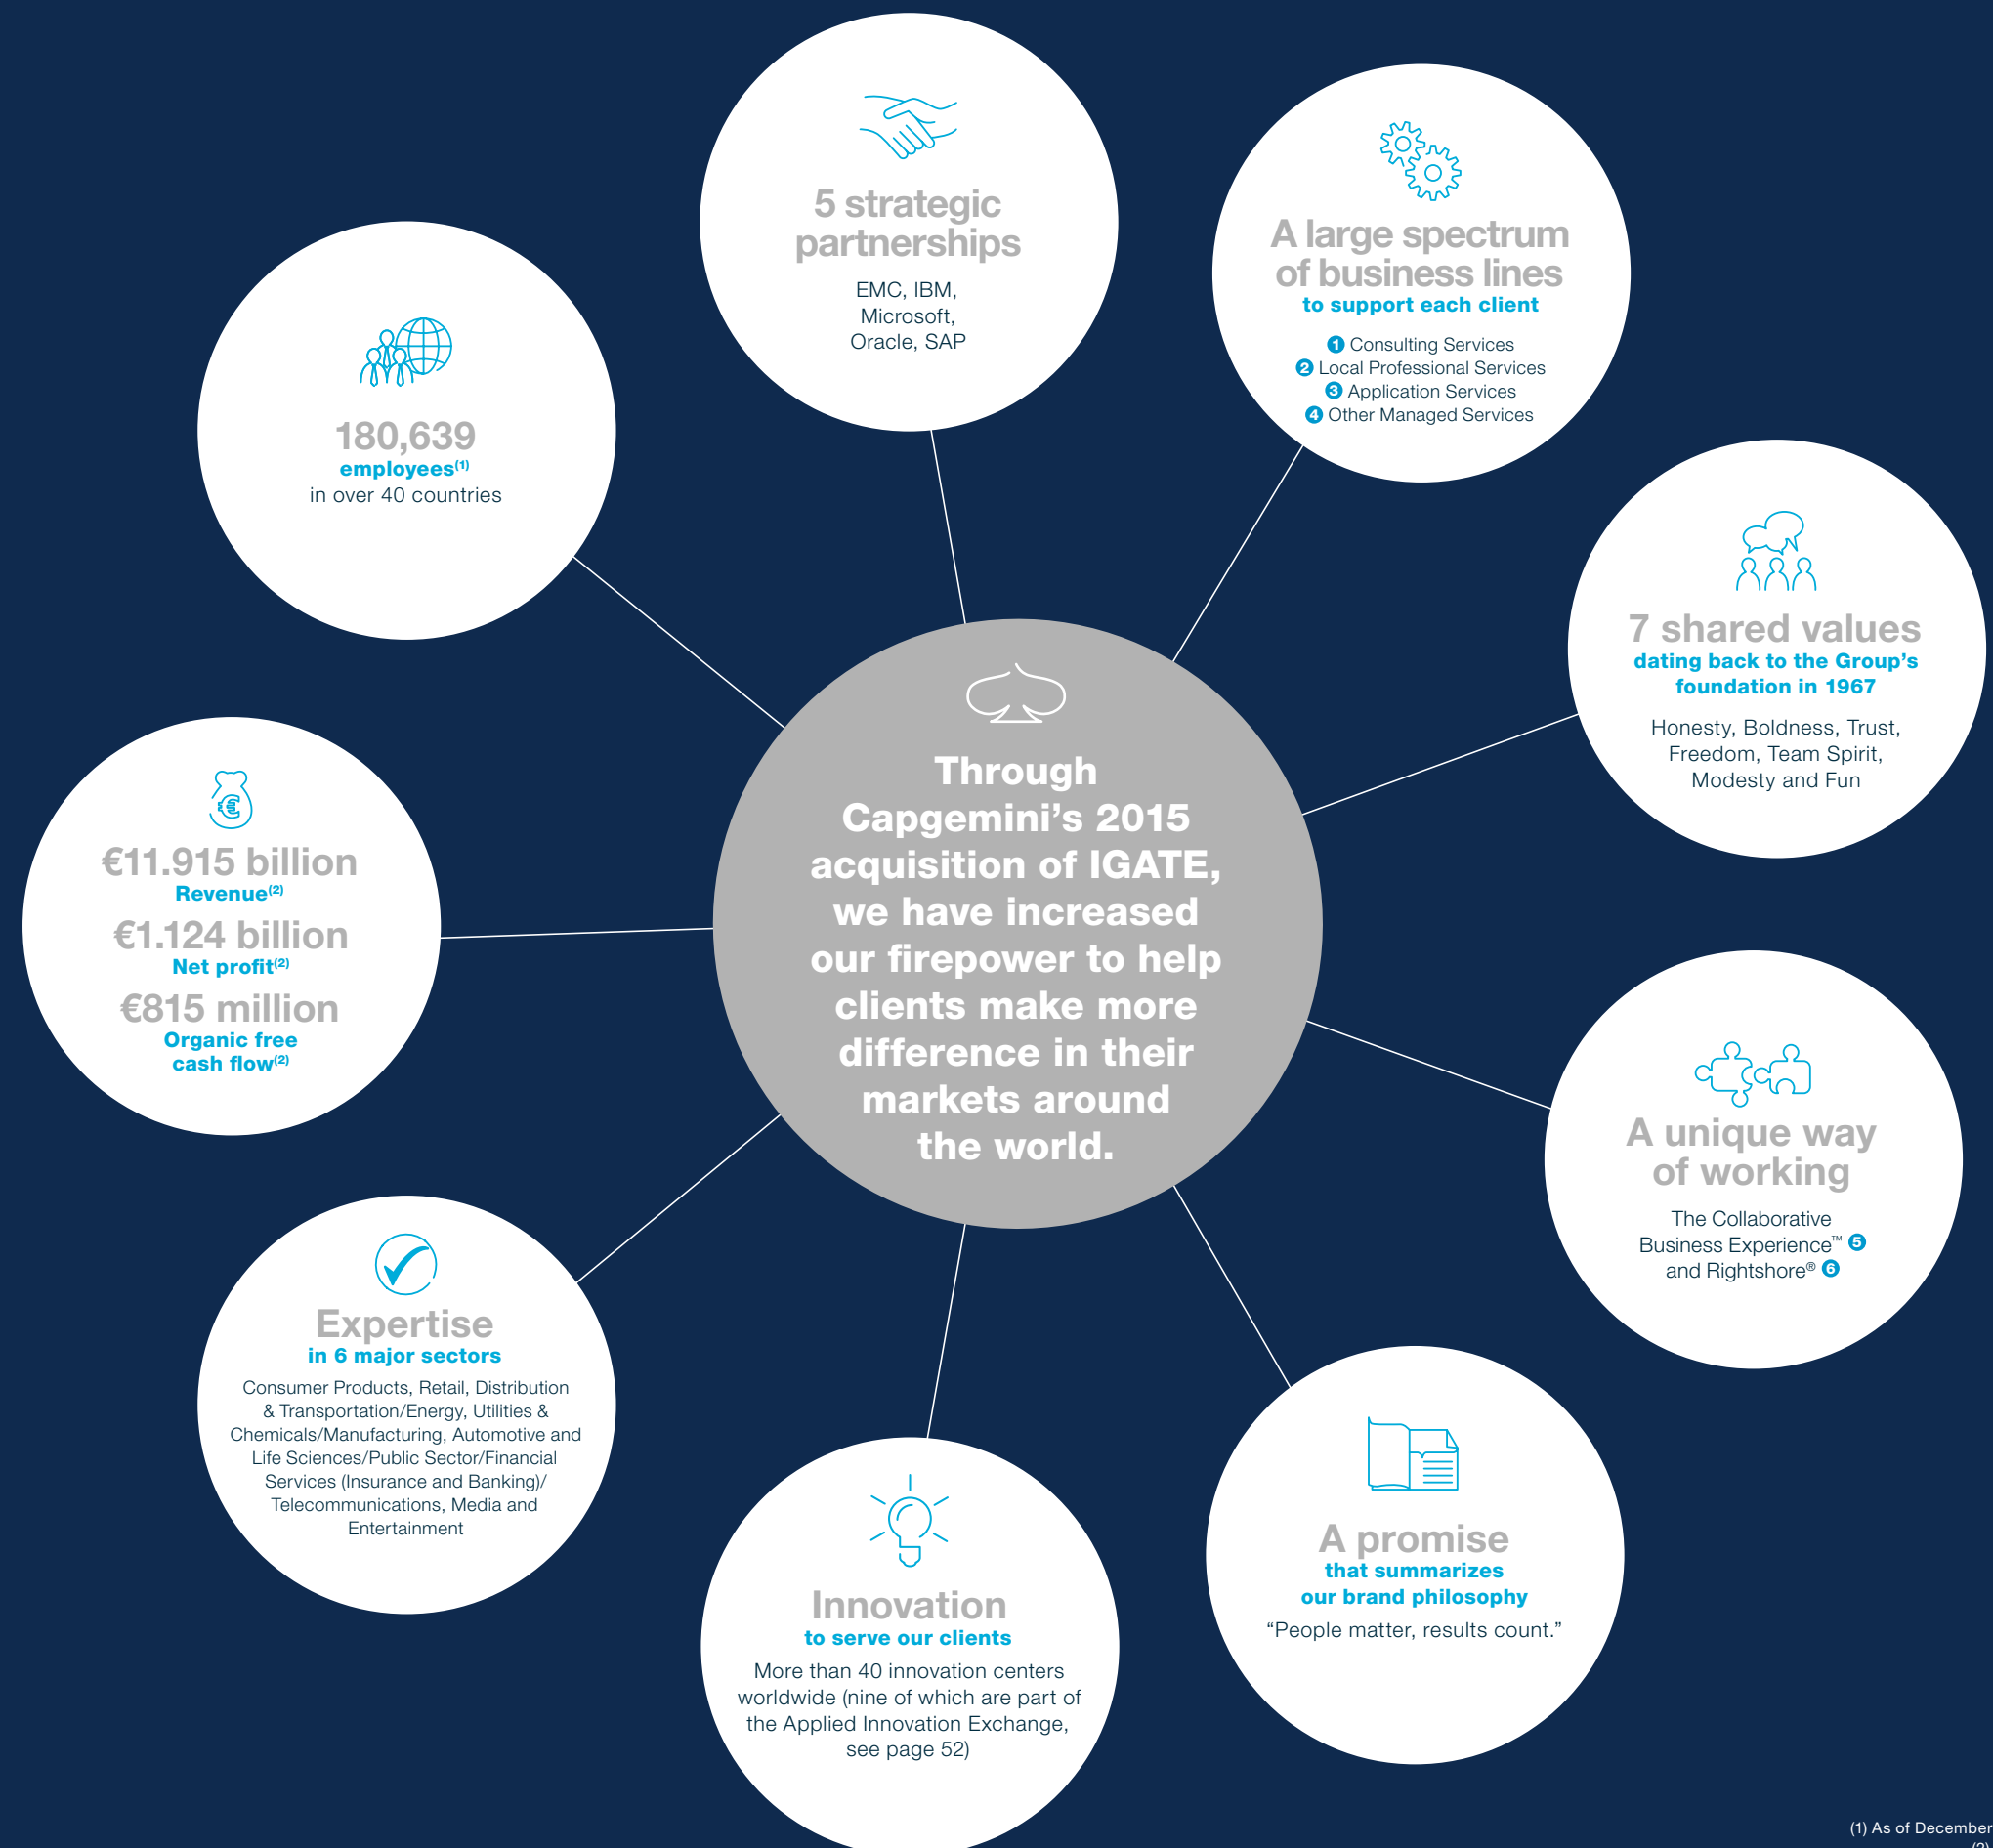 5 strategic
partnerships
EMC, IBM,
Microsoft,
Oracle, SAP
A large spectrum
of business lines
to support each client
1 Consulting Services
2 Local Professional Services
3 Application Services
4 Other Managed Services
180,639
employees(1)
in over 40 countries
7 shared values
dating back to the Group’s
foundation in 1967
Honesty, Boldness, Trust,
Freedom, Team Spirit,
Modesty and Fun
Through
Capgemini’s 2015
acquisition of IGATE,
we have increased
our firepower to help
clients make more
difference in their
markets around
the world.
€11.915 billion
Revenue(2)
€1.124 billion
Net profit(2)
€815 million
Organic free
cash flow(2)
A unique way
of working
The Collaborative
Business Experience™ 5
and Rightshore® 6
Expertise
in 6 major sectors
Consumer Products, Retail, Distribution
& Transportation/Energy, Utilities &
Chemicals/Manufacturing, Automotive and
Life Sciences/Public Sector/Financial
Services (Insurance and Banking)/
Telecommunications, Media and
Entertainment
Innovation
to serve our clients
More than 40 innovation centers
worldwide (nine of which are part of
the Applied Innovation Exchange,
see page 52)
A promise
that summarizes
our brand philosophy
“People matter, results count.”
(1) As of December
(2)